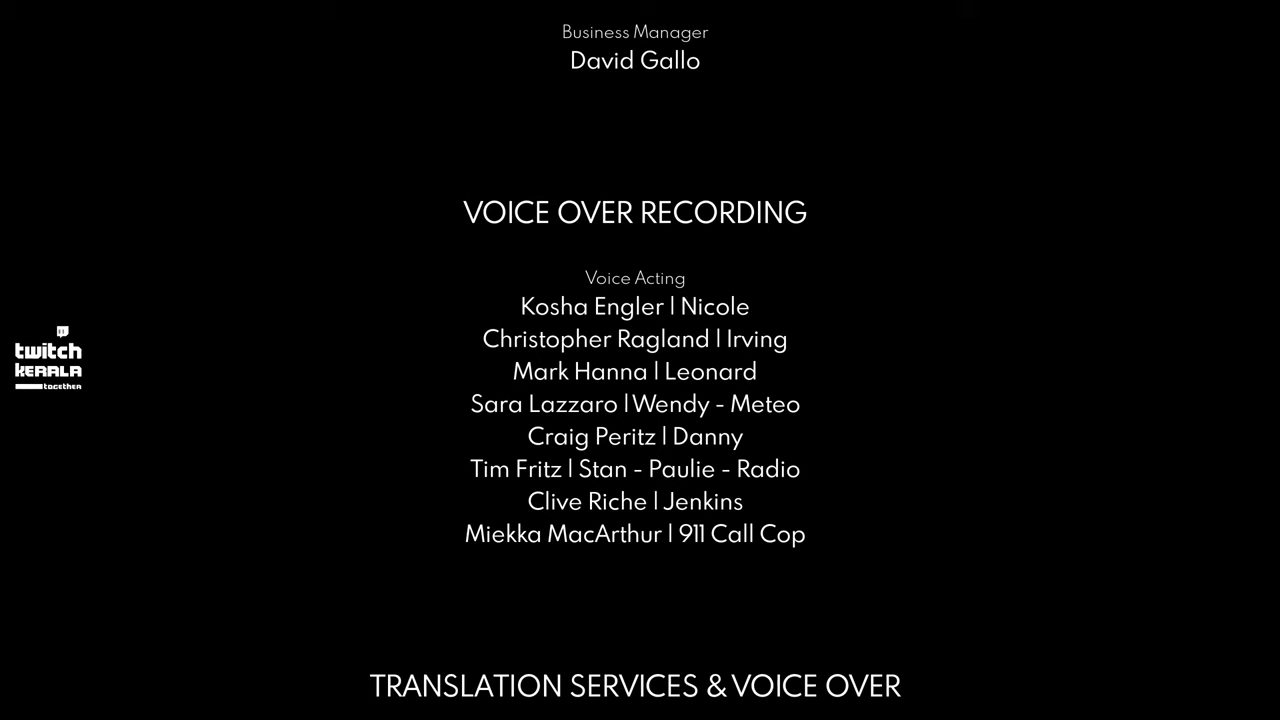 Business Manager
David Gallo
VOICE OVER RECORDING
Voice Acting
Kosha Engler | Nicole
Christopher Ragland | Irving
Mark Hanna | Leonard
Sara Lazzaro | Wendy - Meteo
Craig Peritz | Danny
Tim Fritz | Stan - Paulie - Radio
Clive Riche | Jenkins
Miekka MacArthur | 911 Call Cop
twitch
KERALA
together
TRANSLATION SERVICES & VOICE OVER